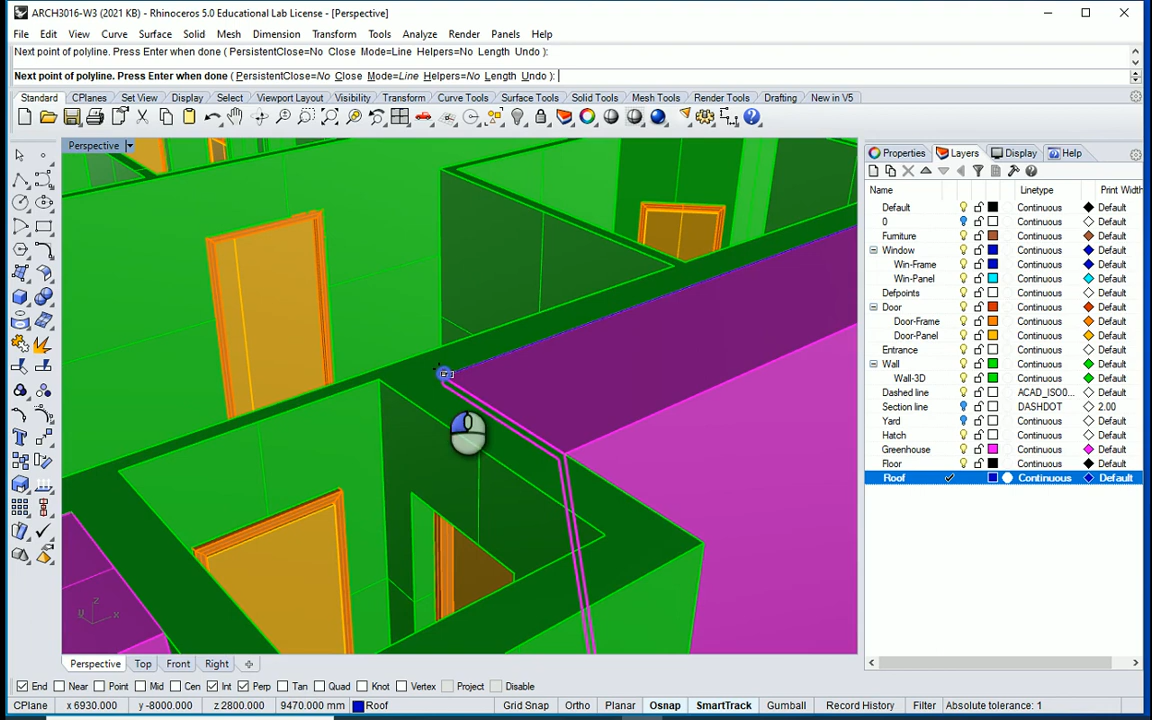 ARCH3016-W3 (2021 KB) - Rhinoceros 5.0 Educational Lab License - [Perspective]
File Edit View Curve Surface Solid Mesh Dimension Transform Tools Analyze Render Panels Help
Next point of polyline. Press Enter when done ( PersistentClose=No Close Mode=Line Helpers=No Length Undo ):
Next point of polyline. Press Enter when done ( PersistentClose=No Close Mode=Line Helpers=No Length Undo ):
Standard CPlanes Set View Display Select Viewport Layout Visibility Transform Curve Tools Surface Tools Solid Tools Mesh Tools Render Tools Drafting New in V5
Perspective
Properties Layers Display Help
Name Linetype Print Width
Default Continuous Default
0 Continuous Default
Furniture Continuous Default
Window Continuous Default
Win-Frame Continuous Default
Win-Panel Continuous Default
Defpoints Continuous Default
Door Continuous Default
Door-Frame Continuous Default
Door-Panel Continuous Default
Entrance Continuous Default
Wall Continuous Default
Wall-3D Continuous Default
Dashed line ACAD_ISO0... Default
Section line DASHDOT 2.00
Yard Continuous Default
Hatch Continuous Default
Greenhouse Continuous Default
Floor Continuous Default
Roof Continuous Default
z
y x
Perspective Top Front Right
End Near Point Mid Cen Int Perp Tan Quad Knot Vertex Project Disable
CPlane x 6930.000 y -8000.000 z 2800.000 9470.000 mm Roof Grid Snap Ortho Planar Osnap SmartTrack Gumball Record History Filter Absolute tolerance: 1